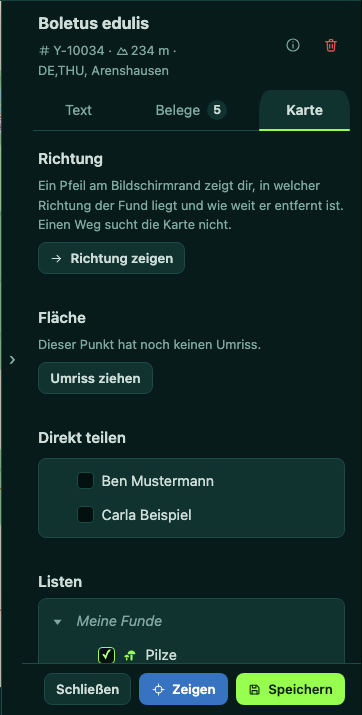 Boletus edulis
# Y-10034 · 234 m ·
DE,THU, Arenshausen
Text
Belege 5
Karte
Richtung
Ein Pfeil am Bildschirmrand zeigt dir, in welcher
Richtung der Fund liegt und wie weit er entfernt ist.
Einen Weg sucht die Karte nicht.
→ Richtung zeigen
Fläche
Dieser Punkt hat noch keinen Umriss.
Umriss ziehen
Direkt teilen
Ben Mustermann
Carla Beispiel
Listen
Meine Funde
Pilze
Schließen
Zeigen
Speichern